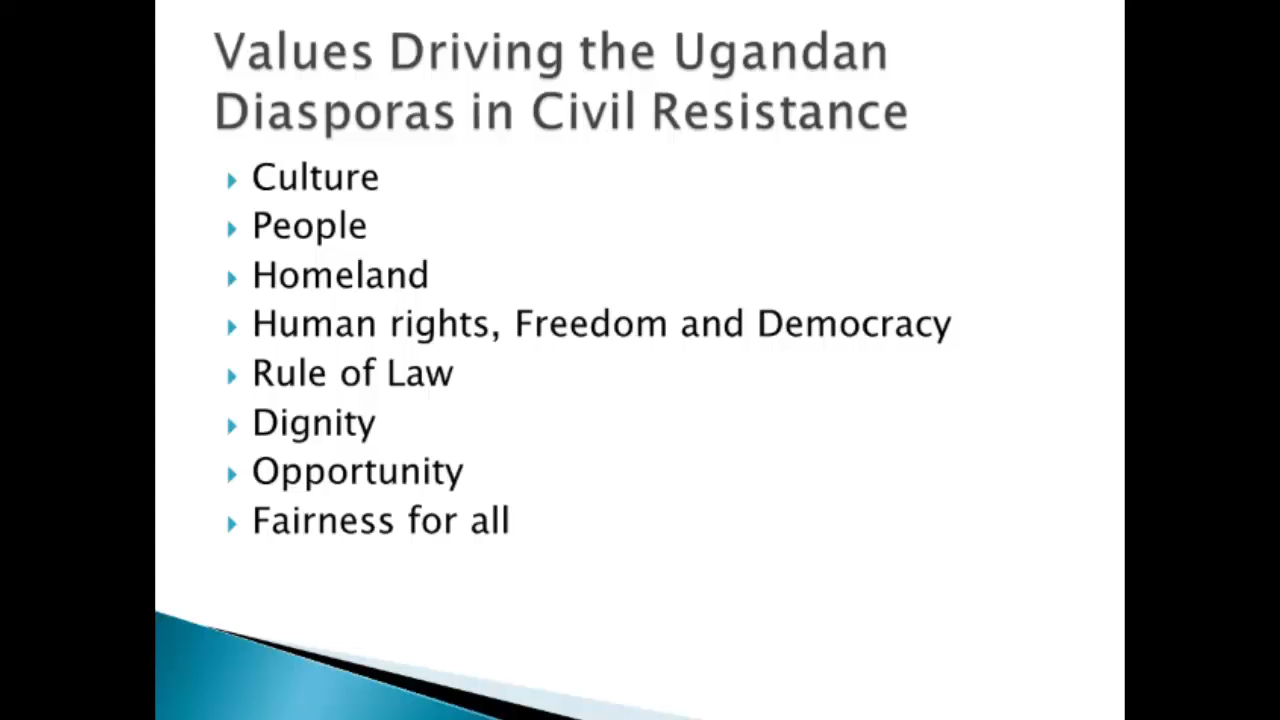 Values Driving the Ugandan
Diasporas in Civil Resistance
Culture
People
Homeland
Human rights, Freedom and Democracy
Rule of Law
Dignity
Opportunity
Fairness for all